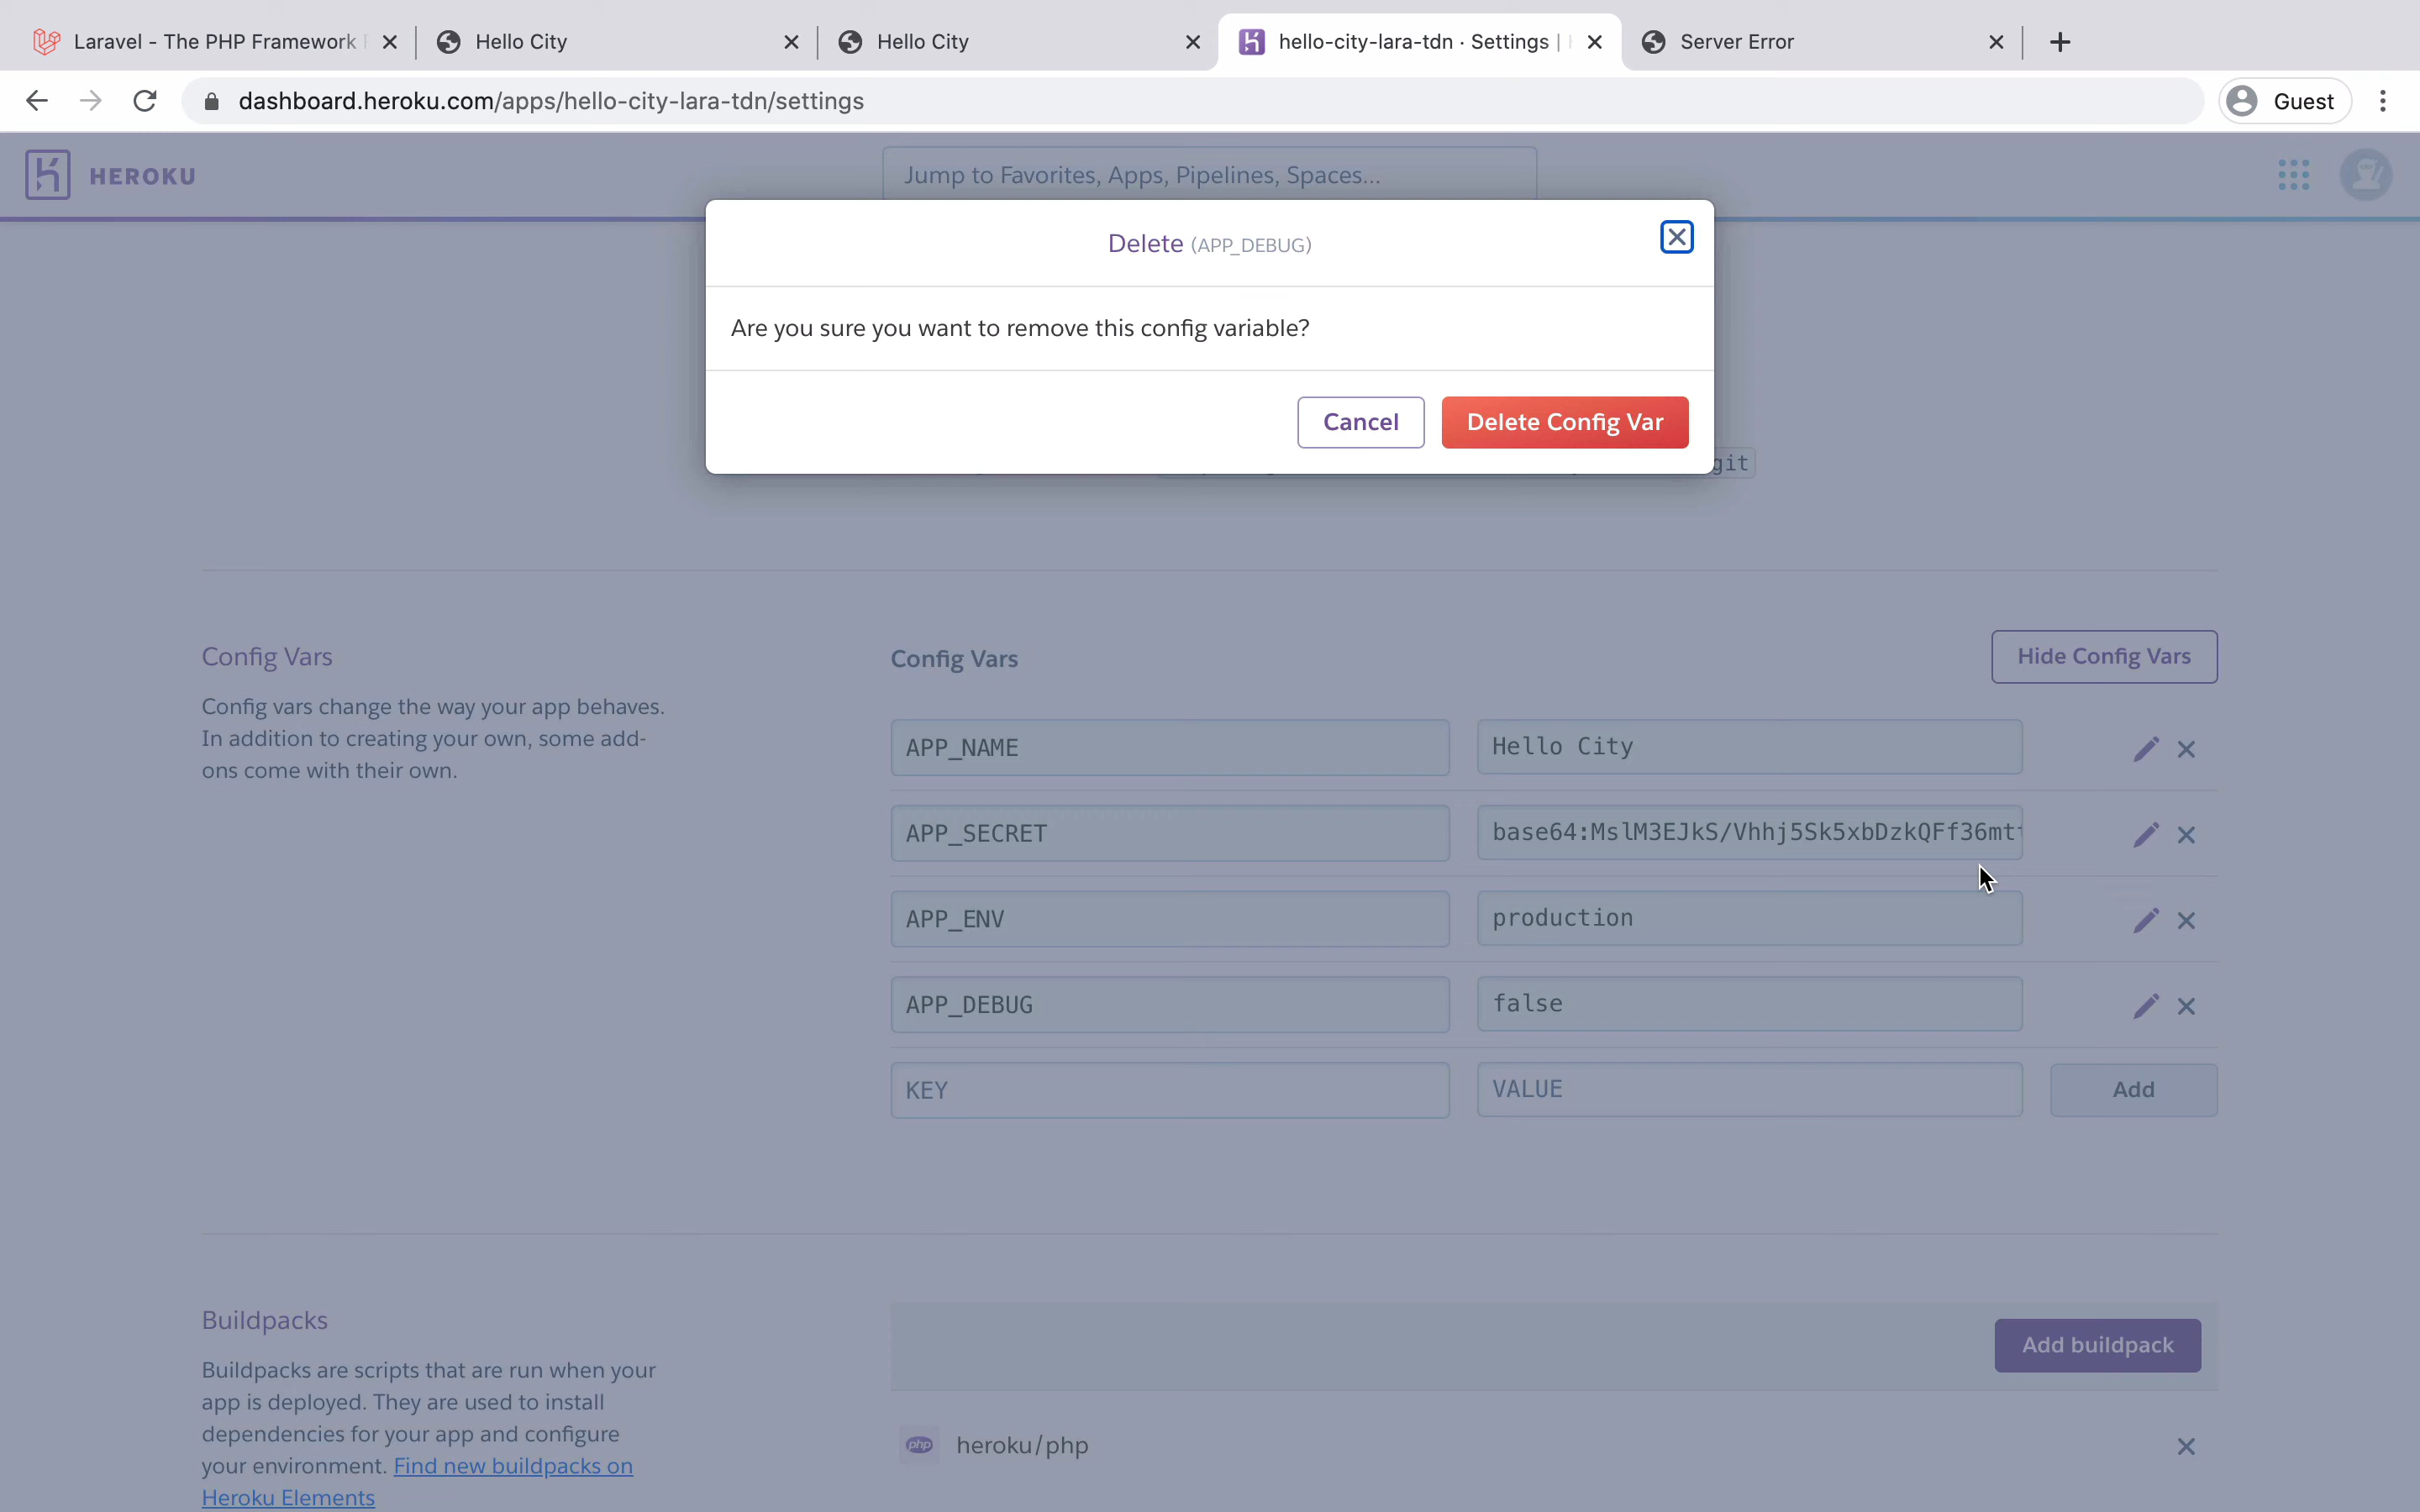 Laravel - The PHP Framework
Hello City
Hello City
hello-city-lara-tdn · Settings |
Server Error
dashboard.heroku.com/apps/hello-city-lara-tdn/settings
Guest
HEROKU
Jump to Favorites, Apps, Pipelines, Spaces...
Delete (APP_DEBUG)
Are you sure you want to remove this config variable?
Cancel
Delete Config Var
git
Config Vars
Config vars change the way your app behaves.
In addition to creating your own, some add-
ons come with their own.
Config Vars
Hide Config Vars
APP_NAME
Hello City
APP_SECRET
base64:MslM3EJkS/Vhhj5Sk5xbDzkQFf36mt
APP_ENV
production
APP_DEBUG
false
KEY
VALUE
Add
Buildpacks
Buildpacks are scripts that are run when your
app is deployed. They are used to install
dependencies for your app and configure
your environment. Find new buildpacks on
Heroku Elements
Add buildpack
php
heroku/php